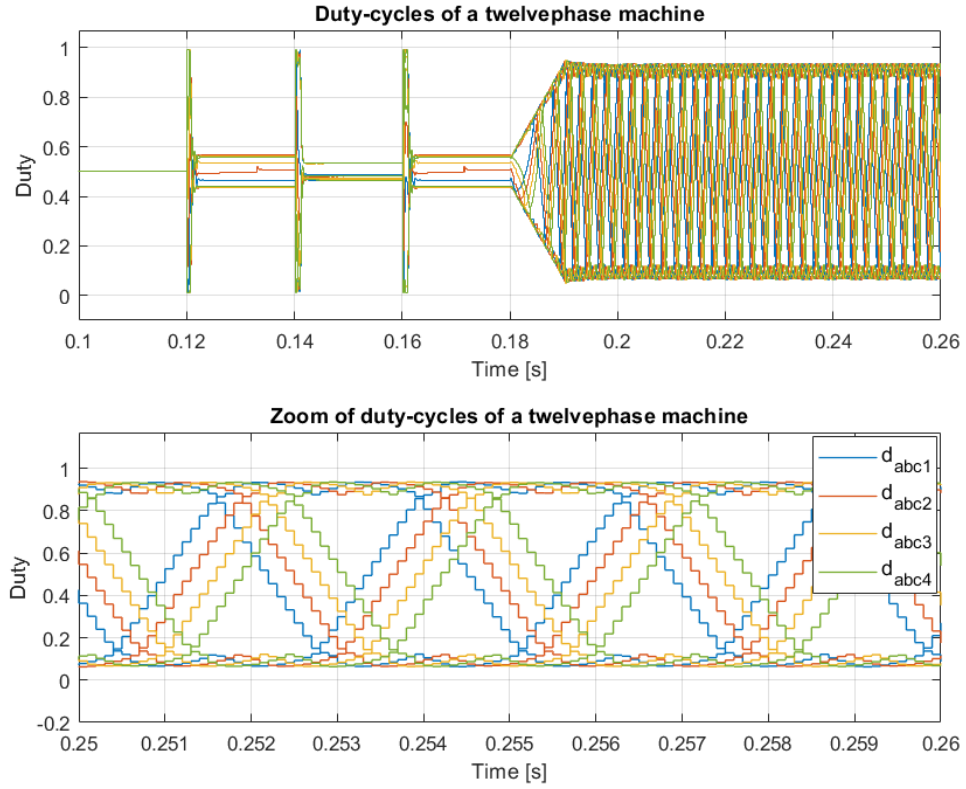 Duty-cycles of a twelvephase machine
1
0.8
0.6
0.4
0.2
0
Duty
0.1 0.12 0.14 0.16 0.18 0.2 0.22 0.24 0.26
Time [s]
Zoom of duty-cycles of a twelvephase machine
1
0.8
0.6
0.4
0.2
0
-0.2
Duty
d_abc1
d_abc2
d_abc3
d_abc4
0.25 0.251 0.252 0.253 0.254 0.255 0.256 0.257 0.258 0.259 0.26
Time [s]